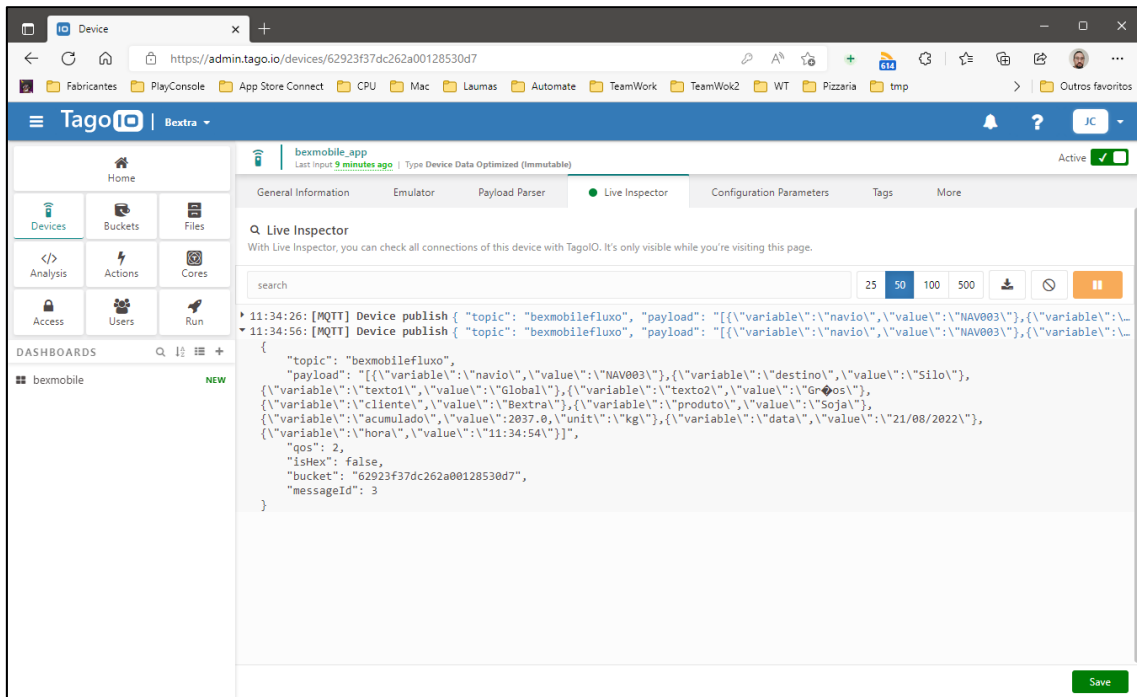 Device
https://admin.tago.io/devices/62923f37dc262a00128530d7
614
Fabricantes PlayConsole App Store Connect CPU Mac Laumas Automate TeamWork TeamWok2 WT Pizzaria tmp Outros favoritos
TagoIO | Bextra
? JC
bexmobile_app
Last Input 9 minutes ago | Type Device Data Optimized (Immutable)
Active
Home
General Information Emulator Payload Parser Live Inspector Configuration Parameters Tags More
Devices Buckets Files
Live Inspector
With Live Inspector, you can check all connections of this device with TagoIO. It's only visible while you're visiting this page.
</>
Analysis Actions Cores
search 25 50 100 500
Access Users Run
11:34:26: [MQTT] Device publish { "topic": "bexmobilefluxo", "payload": "[{\"variable\":\"navio\",\"value\":\"NAV003\"},{\"variable\":\...
11:34:56: [MQTT] Device publish { "topic": "bexmobilefluxo", "payload": "[{\"variable\":\"navio\",\"value\":\"NAV003\"},{\"variable\":\...
DASHBOARDS
bexmobile NEW
{
"topic": "bexmobilefluxo",
"payload": "[{\"variable\":\"navio\",\"value\":\"NAV003\"},{\"variable\":\"destino\",\"value\":\"Silo\"},
{\"variable\":\"texto1\",\"value\":\"Global\"},{\"variable\":\"texto2\",\"value\":\"Gr�os\"},
{\"variable\":\"cliente\",\"value\":\"Bextra\"},{\"variable\":\"produto\",\"value\":\"Soja\"},
{\"variable\":\"acumulado\",\"value\":2037.0,\"unit\":\"kg\"},{\"variable\":\"data\",\"value\":\"21/08/2022\"},
{\"variable\":\"hora\",\"value\":\"11:34:54\"}]",
"qos": 2,
"isHex": false,
"bucket": "62923f37dc262a00128530d7",
"messageId": 3
}
Save